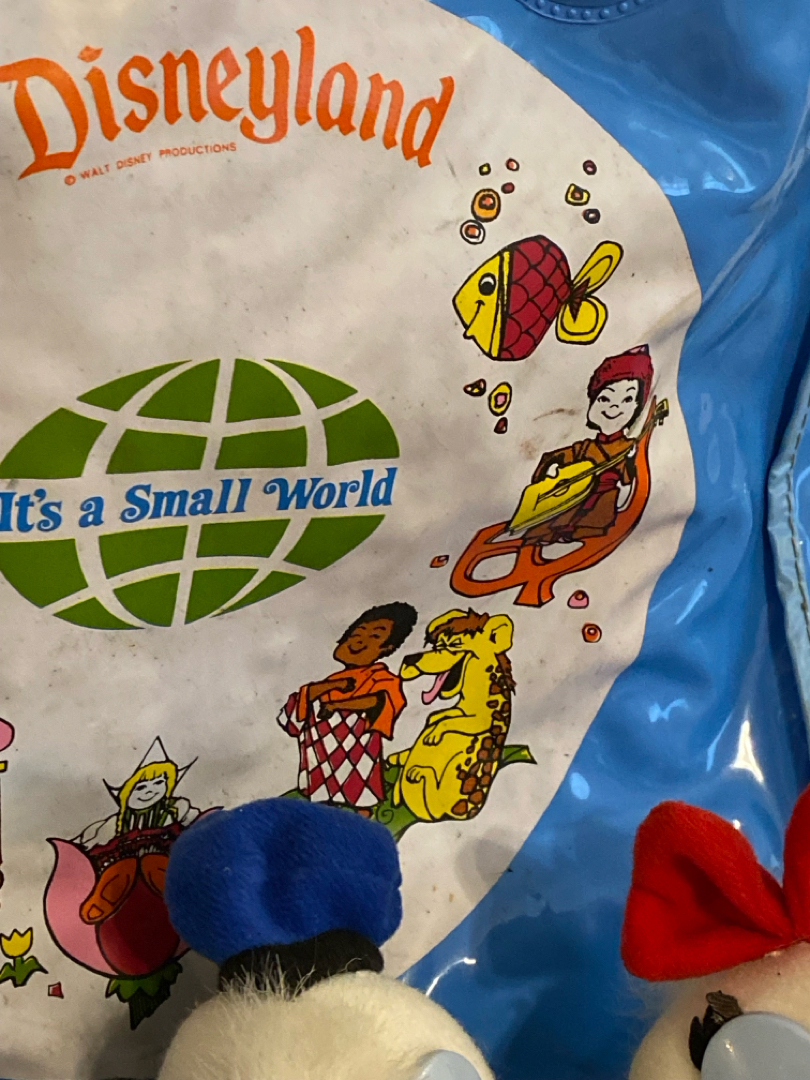 Disneyland
© WALT DISNEY PRODUCTIONS
It's a Small World